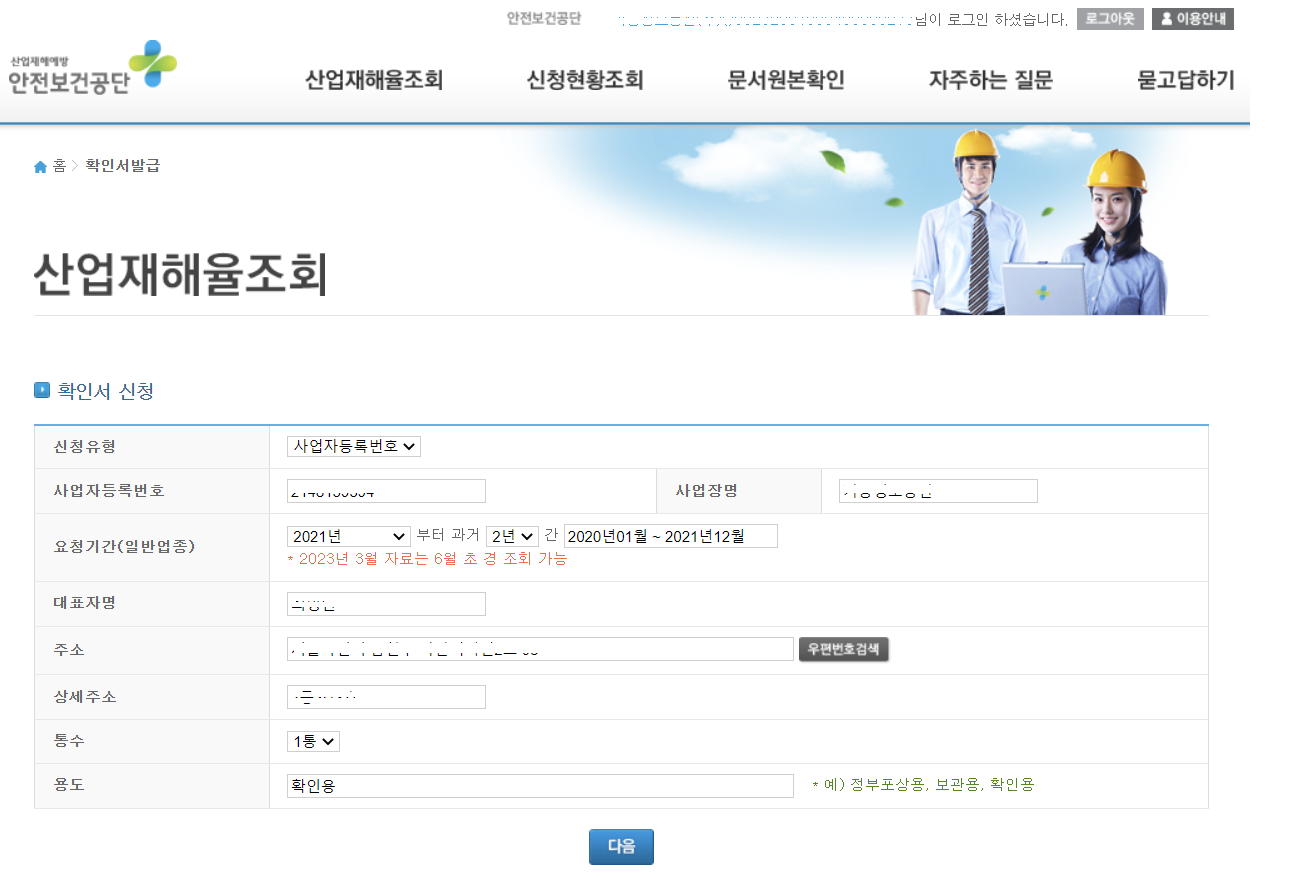 안전보건공단 님이 로그인 하셨습니다. 로그아웃 이용안내
산업재해예방
안전보건공단
산업재해율조회 신청현황조회 문서원본확인 자주하는 질문 묻고답하기
홈 > 확인서발급
산업재해율조회
확인서 신청
신청유형 사업자등록번호
사업자등록번호 사업장명
요청기간(일반업종) 2021년 부터 과거 2년 간 2020년01월 ~ 2021년12월
* 2023년 3월 자료는 6월 초 경 조회 가능
대표자명
주소 우편번호검색
상세주소
통수 1통
용도 확인용 * 예) 정부포상용, 보관용, 확인용
다음